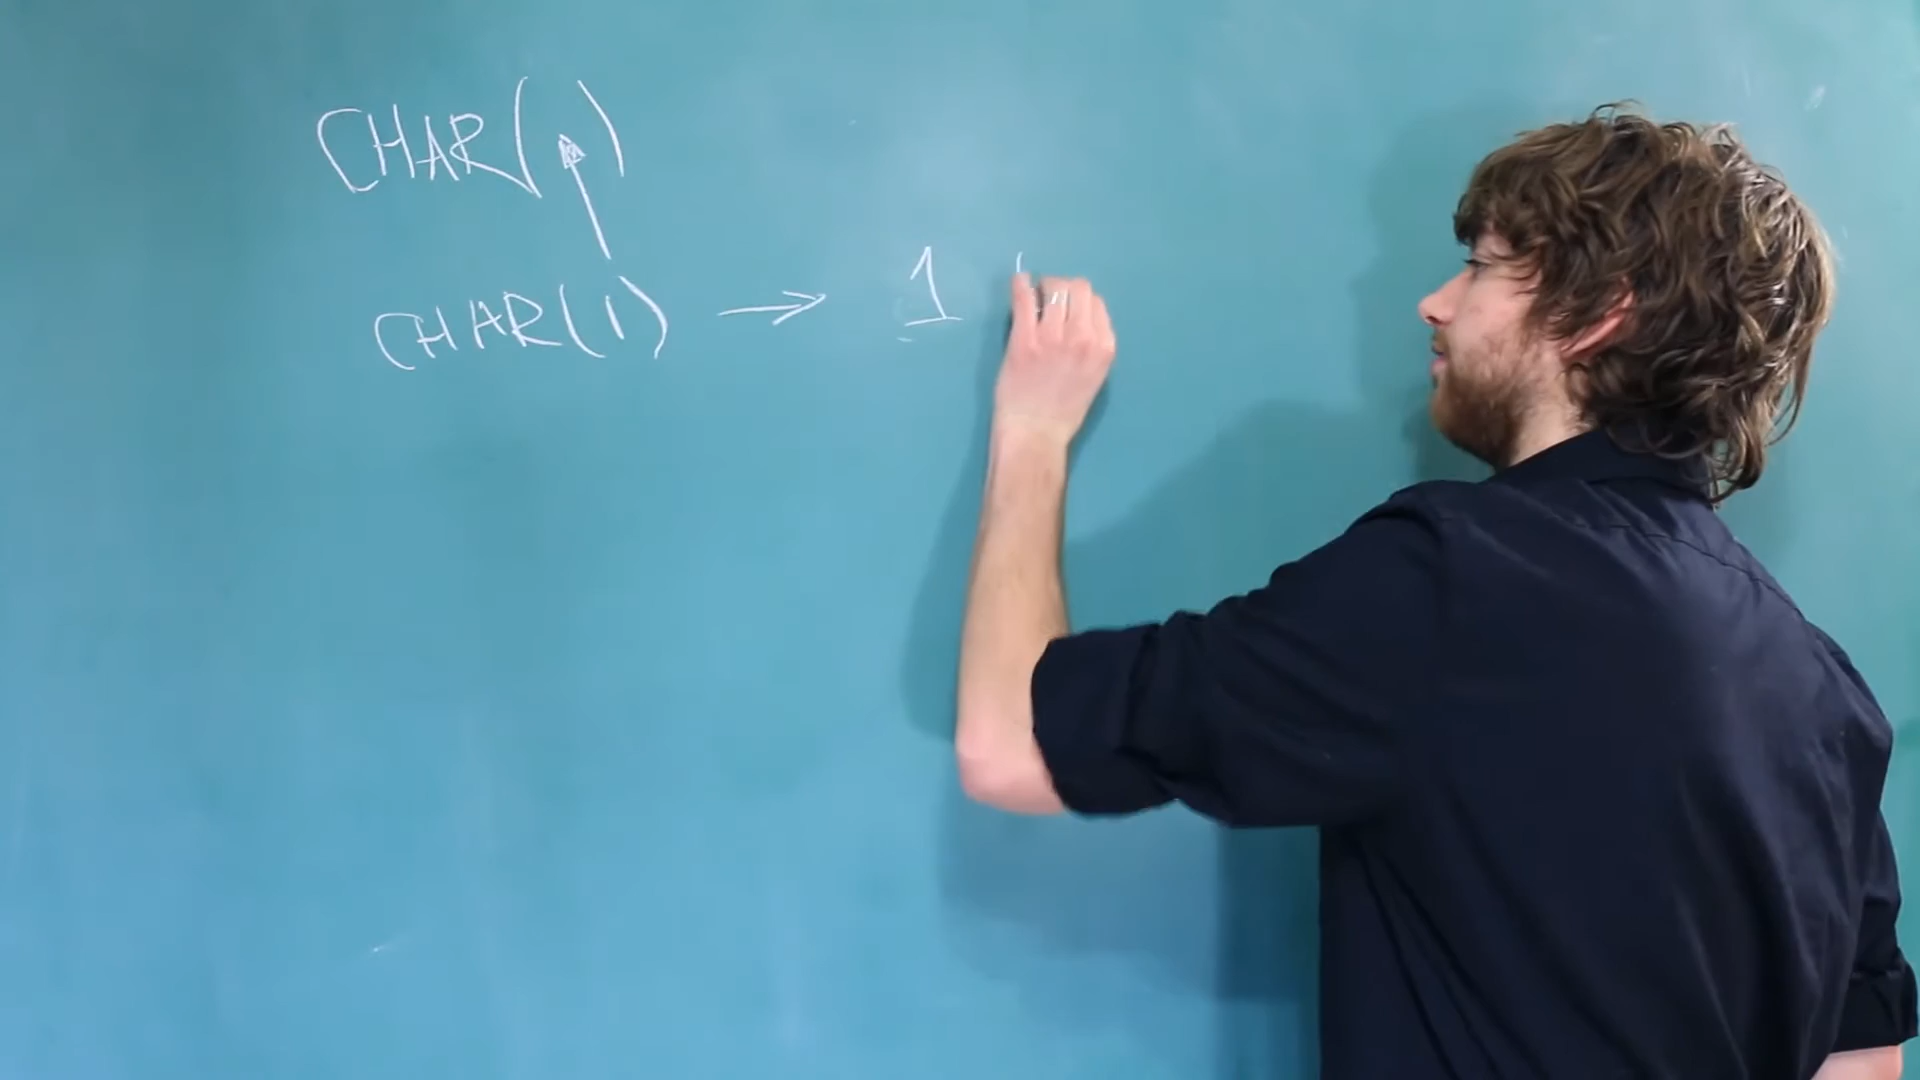 CHAR( )
CHAR(1) → 1